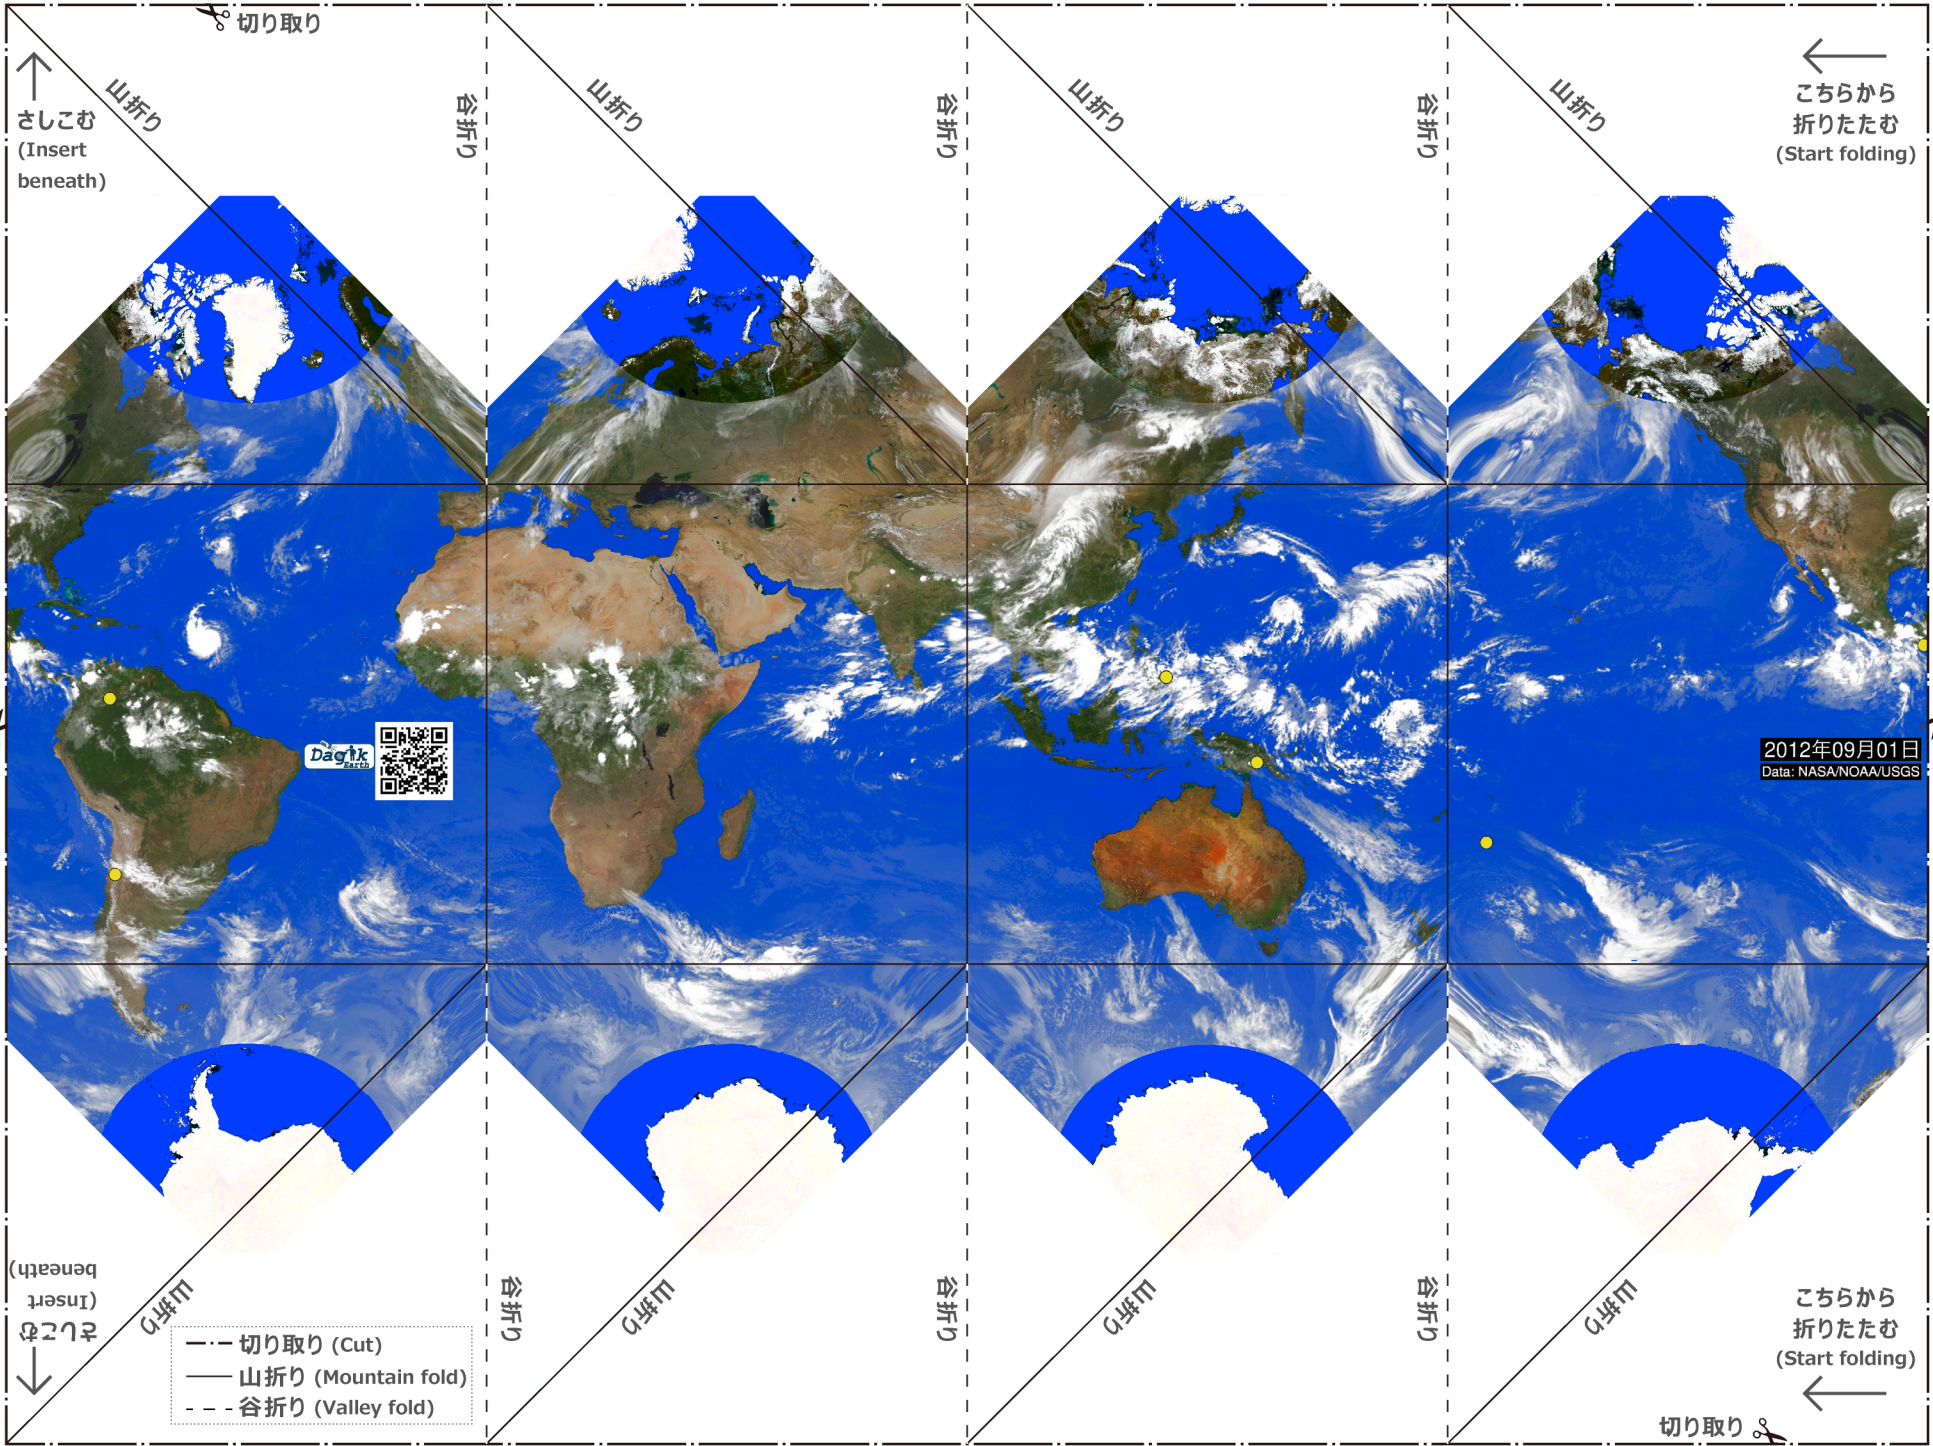 切り取り
さしこむ
(Insert
beneath)
山折り
谷折り
山折り
谷折り
山折り
谷折り
山折り
こちらから
折りたたむ
(Start folding)
Dagik
Earth
2012年09月01日
Data: NASA/NOAA/USGS
さしこむ
(Insert
beneath)
山折り
谷折り
山折り
谷折り
山折り
谷折り
山折り
こちらから
折りたたむ
(Start folding)
切り取り (Cut)
山折り (Mountain fold)
谷折り (Valley fold)
切り取り